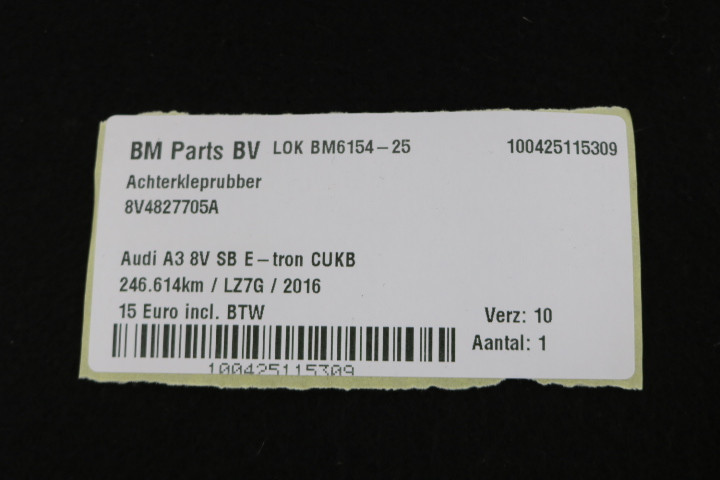 BM Parts BV LOK BM6154-25 100425115309
Achterkleprubber
8V4827705A
Audi A3 8V SB E-tron CUKB
246.614km / LZ7G / 2016
15 Euro incl. BTW Verz: 10
Aantal: 1
100425115309